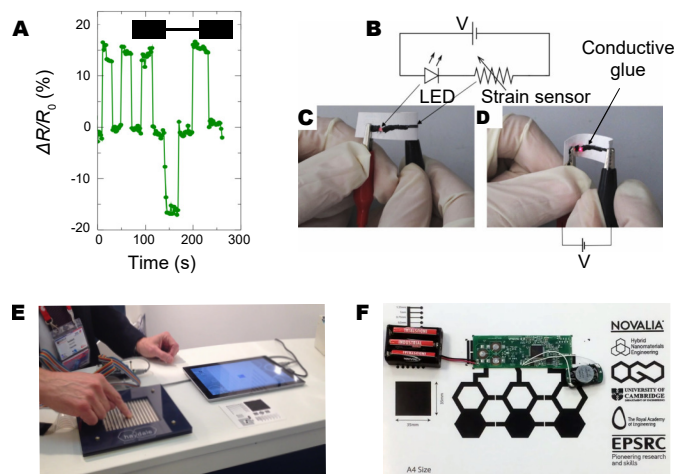 A
20
15
10
0
-10
-20
ΔR/R0 (%)
0
100
200
300
Time (s)
B
V
LED
Strain sensor
Conductive
glue
C
D
V
E
F
NOVALIA
Hybrid
Nanomaterials
Engineering
UNIVERSITY OF
CAMBRIDGE
The Royal Academy
of Engineering
EPSRC
Pioneering research
and skills
A4 Size